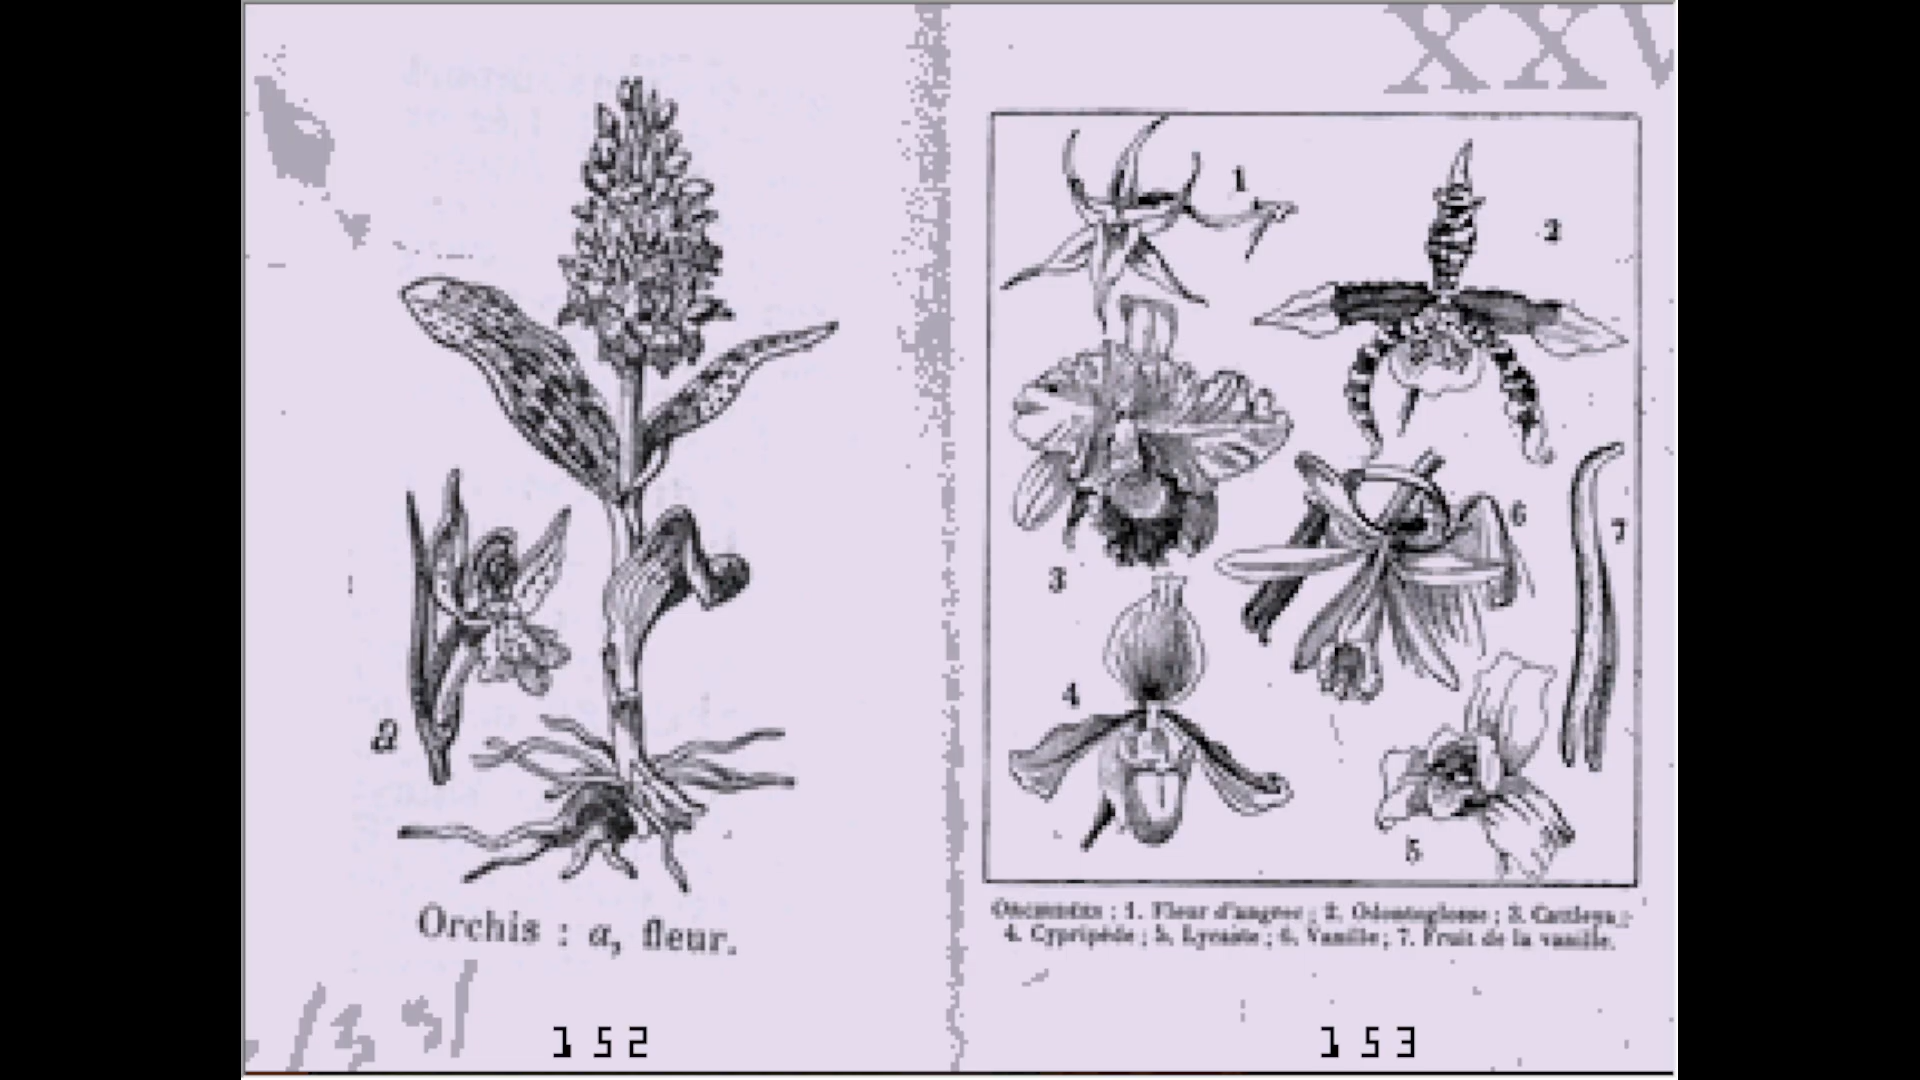 XXV
1
2
3
6
7
4
a
5
Orchis : a, fleur.
ORCHIDÉES : 1. Fleur d'angrec ; 2. Odontoglosse ; 3. Cattleya ;
4. Cypripède ; 5. Lycaste ; 6. Vanille ; 7. Fruit de la vanille.
152
153